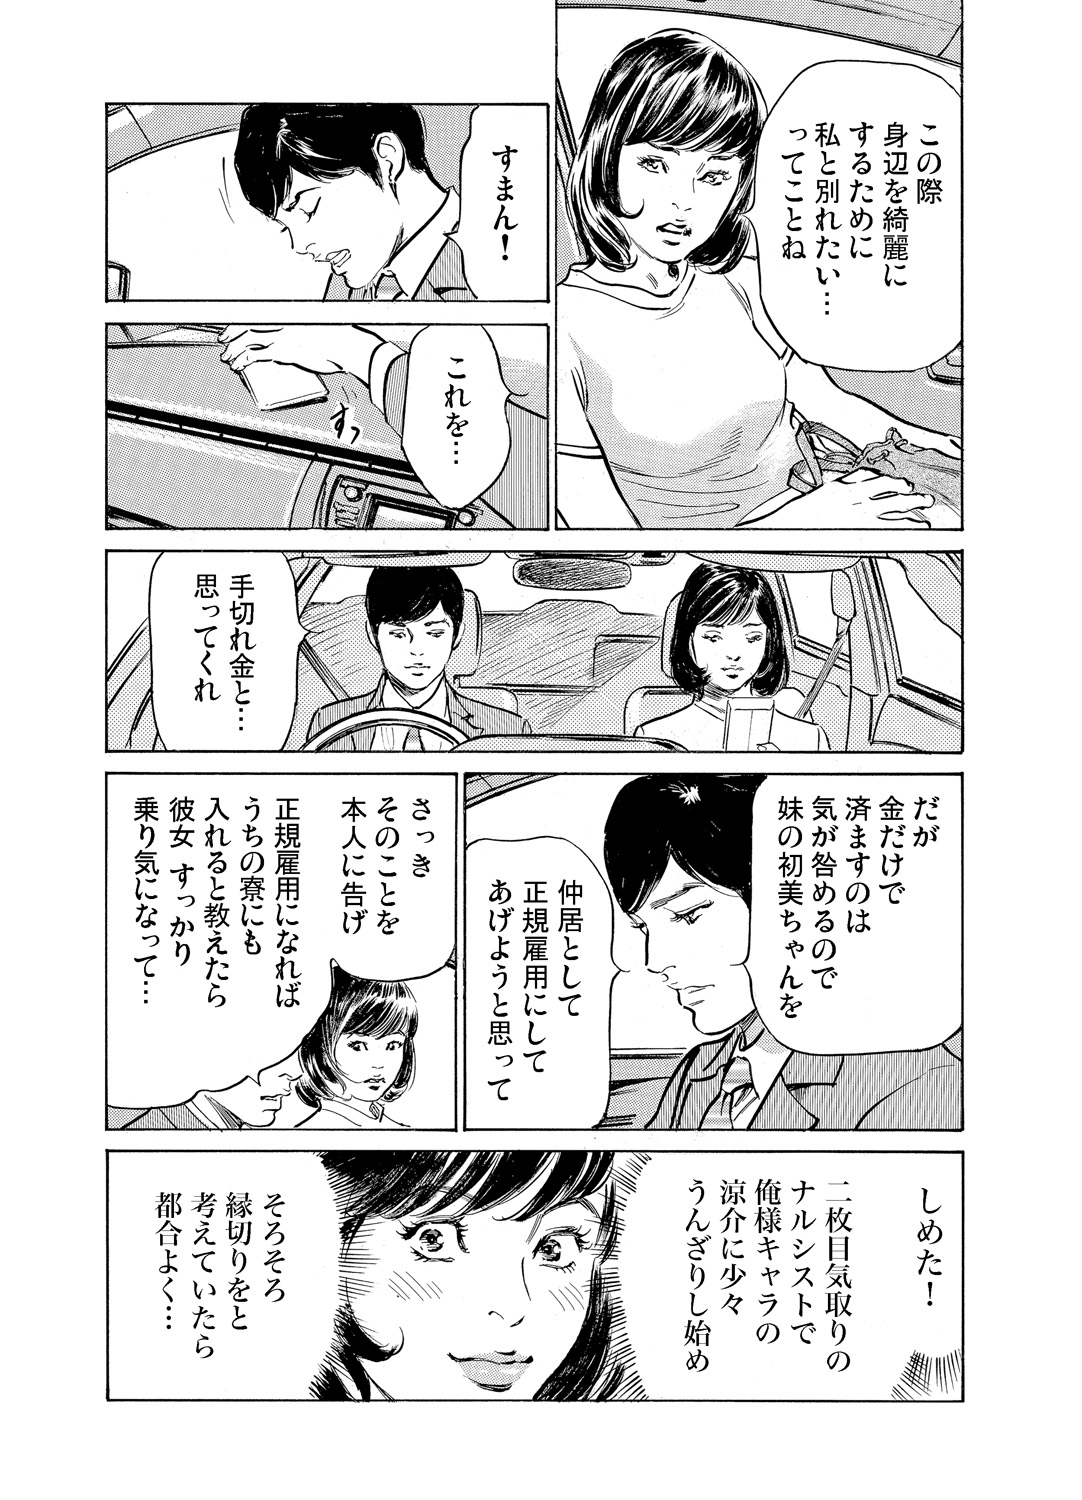 この際
身辺を綺麗に
するために
私と別れたい…
ってことね
すまん！
これを…
すっ
手切れ金と…
思ってくれ
だが
金だけで
済ますのは
気が咎めるので
妹の初美ちゃんを
仲居として
正規雇用にして
あげようと思って
さっき
そのことを
本人に告げ
正規雇用になれば
うちの寮にも
入れると教えたら
彼女 すっかり
乗り気になって…
しめた！
二枚目気取りの
ナルシストで
俺様キャラの
涼介に少々
うんざりし始め
そろそろ
縁切りをと
考えていたら
都合よく…